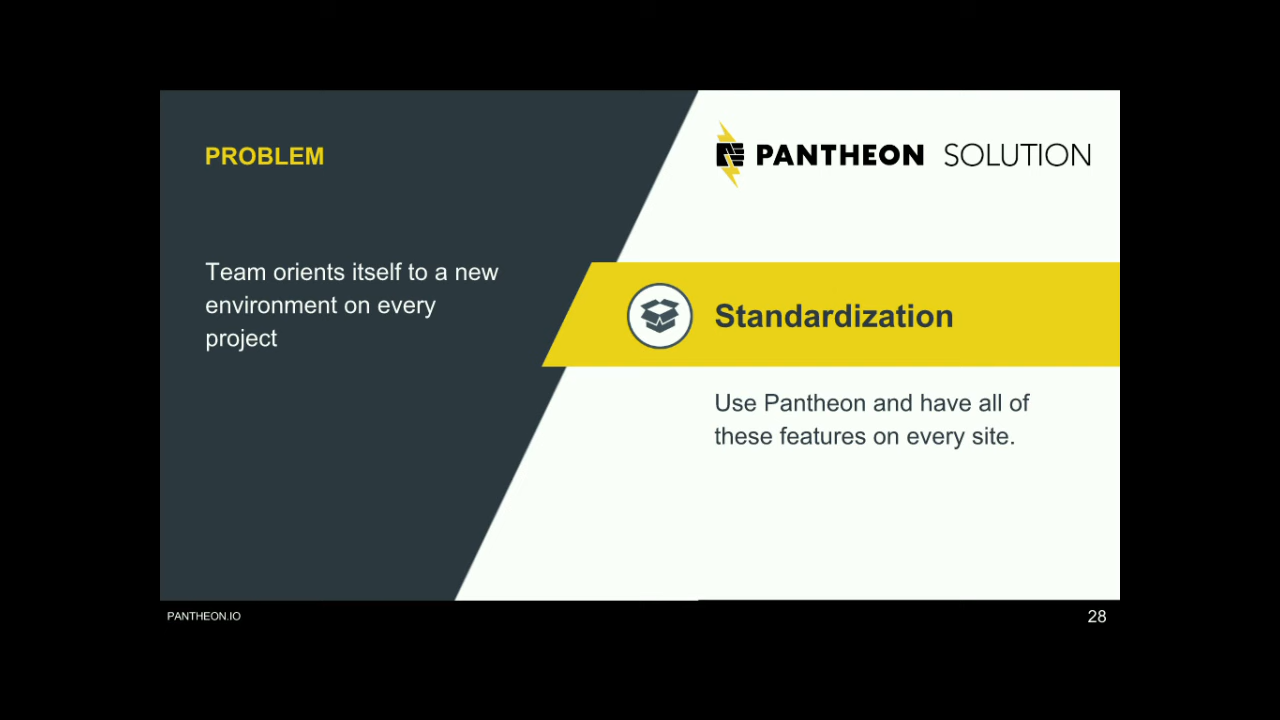 PROBLEM
Team orients itself to a new
environment on every
project
PANTHEON SOLUTION
Standardization
Use Pantheon and have all of
these features on every site.
PANTHEON.IO
28